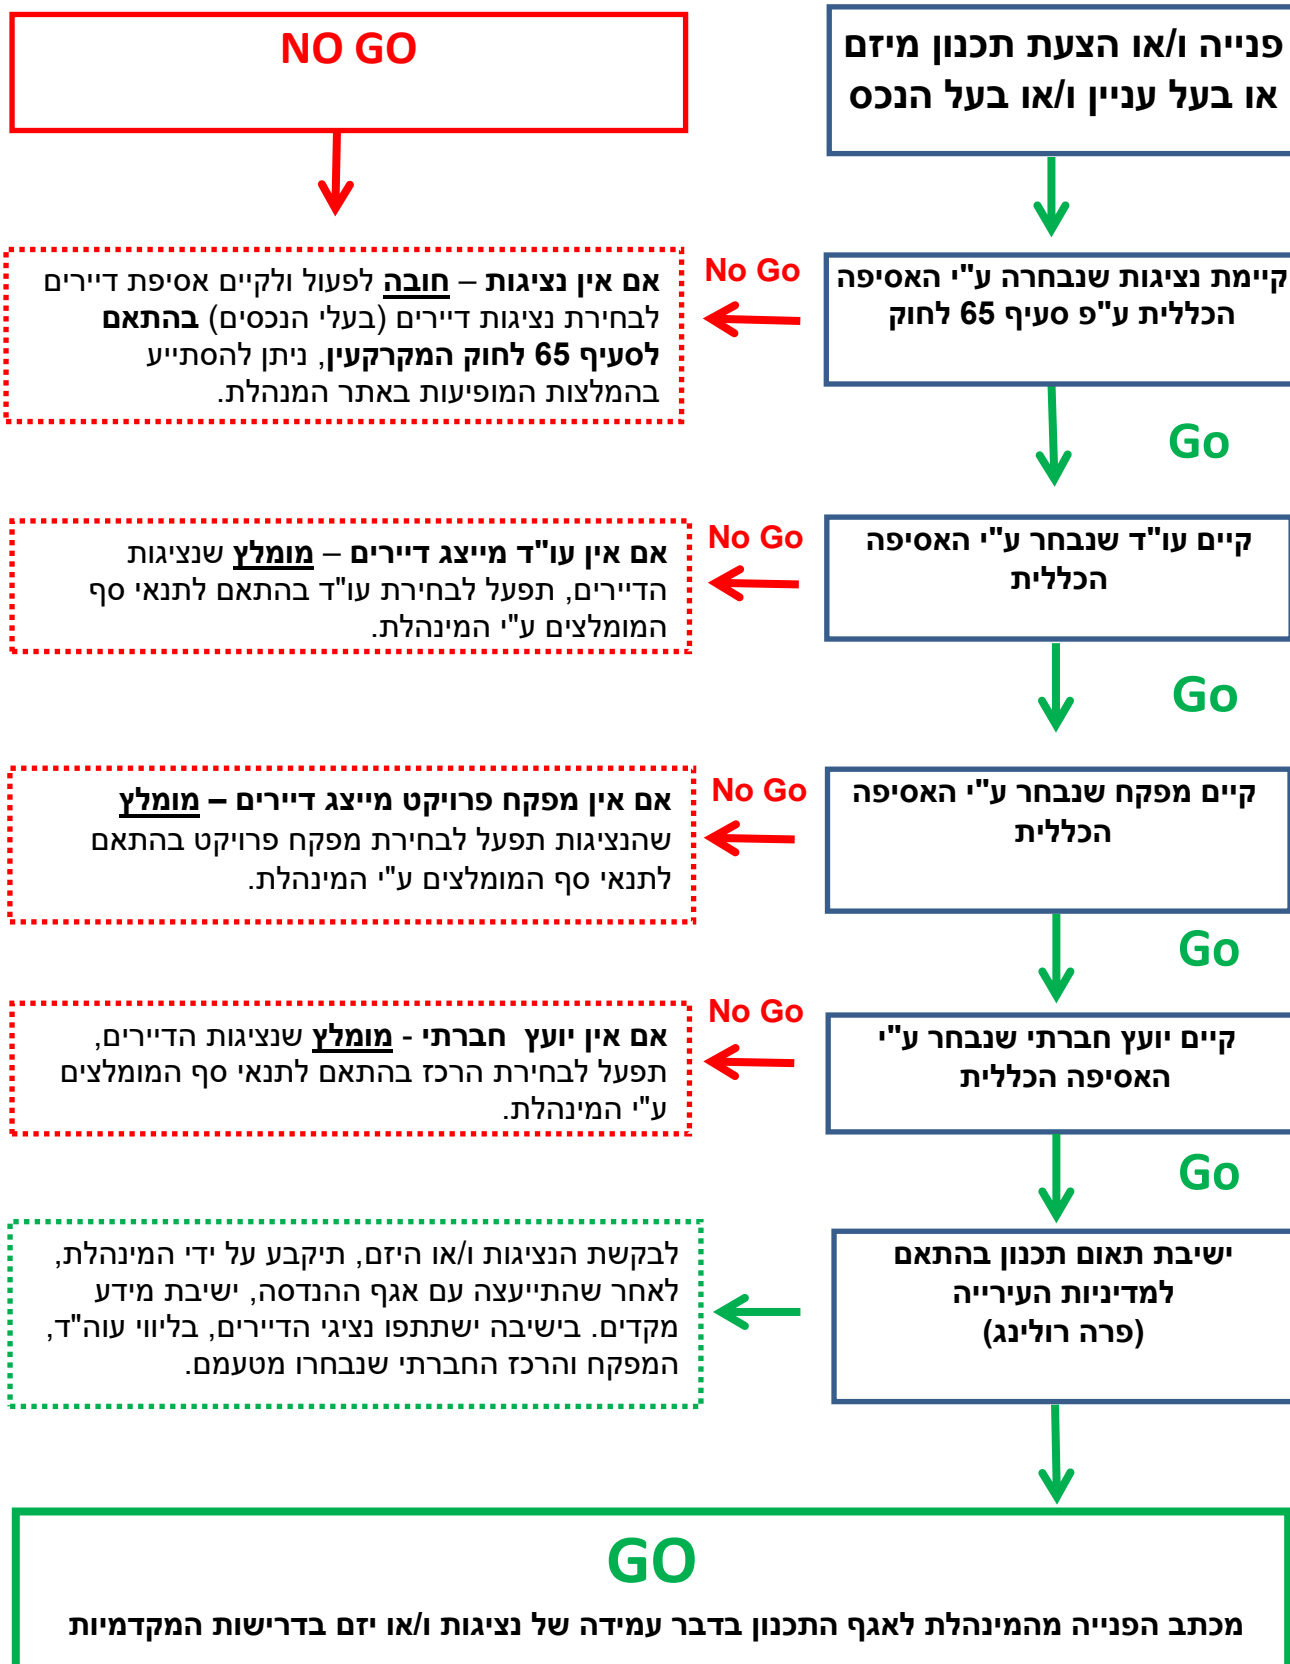 פנייה ו/או הצעת תכנון מיזם
או בעל עניין ו/או בעל הנכס
NO GO
קיימת נציגות שנבחרה ע"י האסיפה
הכללית ע"פ סעיף 65 לחוק
No Go
אם אין נציגות – חובה לפעול ולקיים אסיפת דיירים
לבחירת נציגות דיירים (בעלי הנכסים) בהתאם
לסעיף 65 לחוק המקרקעין, ניתן להסתייע
בהמלצות המופיעות באתר המנהלת.
Go
קיים עו"ד שנבחר ע"י האסיפה
הכללית
No Go
אם אין עו"ד מייצג דיירים – מומלץ שנציגות
הדיירים, תפעל לבחירת עו"ד בהתאם לתנאי סף
המומלצים ע"י המינהלת.
Go
קיים מפקח שנבחר ע"י האסיפה
הכללית
No Go
אם אין מפקח פרויקט מייצג דיירים – מומלץ
שהנציגות תפעל לבחירת מפקח פרויקט בהתאם
לתנאי סף המומלצים ע"י המינהלת.
Go
קיים יועץ חברתי שנבחר ע"י
האסיפה הכללית
No Go
אם אין יועץ חברתי - מומלץ שנציגות הדיירים,
תפעל לבחירת הרכז בהתאם לתנאי סף המומלצים
ע"י המינהלת.
Go
ישיבת תאום תכנון בהתאם
למדיניות העירייה
(פרה רולינג)
לבקשת הנציגות ו/או היזם, תיקבע על ידי המינהלת,
לאחר שהתייעצה עם אגף ההנדסה, ישיבת מידע
מקדים. בישיבה ישתתפו נציגי הדיירים, בליווי עוה"ד,
המפקח והרכז החברתי שנבחרו מטעמם.
GO
מכתב הפנייה מהמינהלת לאגף התכנון בדבר עמידה של נציגות ו/או יזם בדרישות המקדמיות